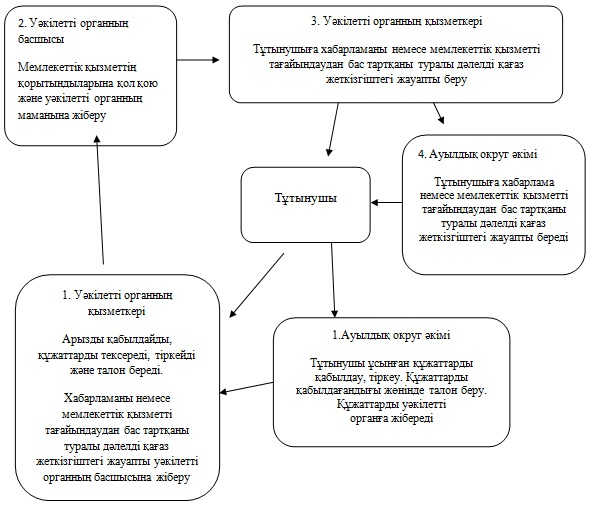 2. Уәкілетті органның
басшысы
Мемлекеттік қызметтің
қорытындыларына қол қою
және уәкілетті органның
маманына жіберу
3. Уәкілетті органның қызметкері
Тұтынушыға хабарламаны немесе мемлекеттік қызметті
тағайындаудан бас тартқаны туралы дәлелді қағаз
жеткізгіштегі жауапты беру
4. Ауылдық округ әкімі
Тұтынушыға хабарлама
немесе мемлекеттік қызметті
тағайындаудан бас тартқаны
туралы дәлелді қағаз
жеткізгіштегі жауапты береді
Тұтынушы
1. Уәкілетті органның
қызметкері
Арызды қабылдайды,
құжаттарды тексереді, тіркейді
және талон береді.
Хабарламаны немесе
мемлекеттік қызметті
тағайындаудан бас тартқаны
туралы дәлелді қағаз
жеткізгіштегі жауапты уәкілетті
органның басшысына жіберу
1.Ауылдық округ әкімі
Тұтынушы ұсынған құжаттарды
қабылдау, тіркеу. Құжаттарды
қабылдағандығы жөнінде талон беру.
Құжаттарды уәкілетті
органға жібереді